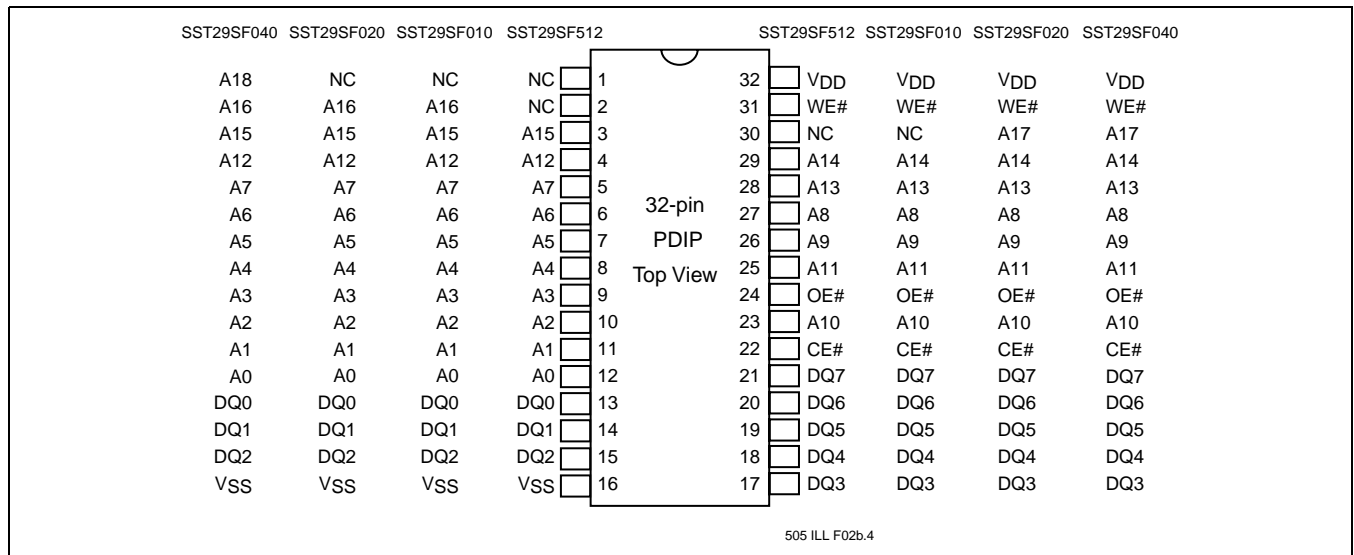 SST29SF040 SST29SF020 SST29SF010 SST29SF512 SST29SF512 SST29SF010 SST29SF020 SST29SF040
A18 NC NC NC 1 32 VDD VDD VDD VDD
A16 A16 A16 NC 2 31 WE# WE# WE# WE#
A15 A15 A15 A15 3 30 NC NC A17 A17
A12 A12 A12 A12 4 29 A14 A14 A14 A14
A7 A7 A7 A7 5 28 A13 A13 A13 A13
A6 A6 A6 A6 6 32-pin 27 A8 A8 A8 A8
A5 A5 A5 A5 7 PDIP 26 A9 A9 A9 A9
A4 A4 A4 A4 8 Top View 25 A11 A11 A11 A11
A3 A3 A3 A3 9 24 OE# OE# OE# OE#
A2 A2 A2 A2 10 23 A10 A10 A10 A10
A1 A1 A1 A1 11 22 CE# CE# CE# CE#
A0 A0 A0 A0 12 21 DQ7 DQ7 DQ7 DQ7
DQ0 DQ0 DQ0 DQ0 13 20 DQ6 DQ6 DQ6 DQ6
DQ1 DQ1 DQ1 DQ1 14 19 DQ5 DQ5 DQ5 DQ5
DQ2 DQ2 DQ2 DQ2 15 18 DQ4 DQ4 DQ4 DQ4
VSS VSS VSS VSS 16 17 DQ3 DQ3 DQ3 DQ3
505 ILL F02b.4